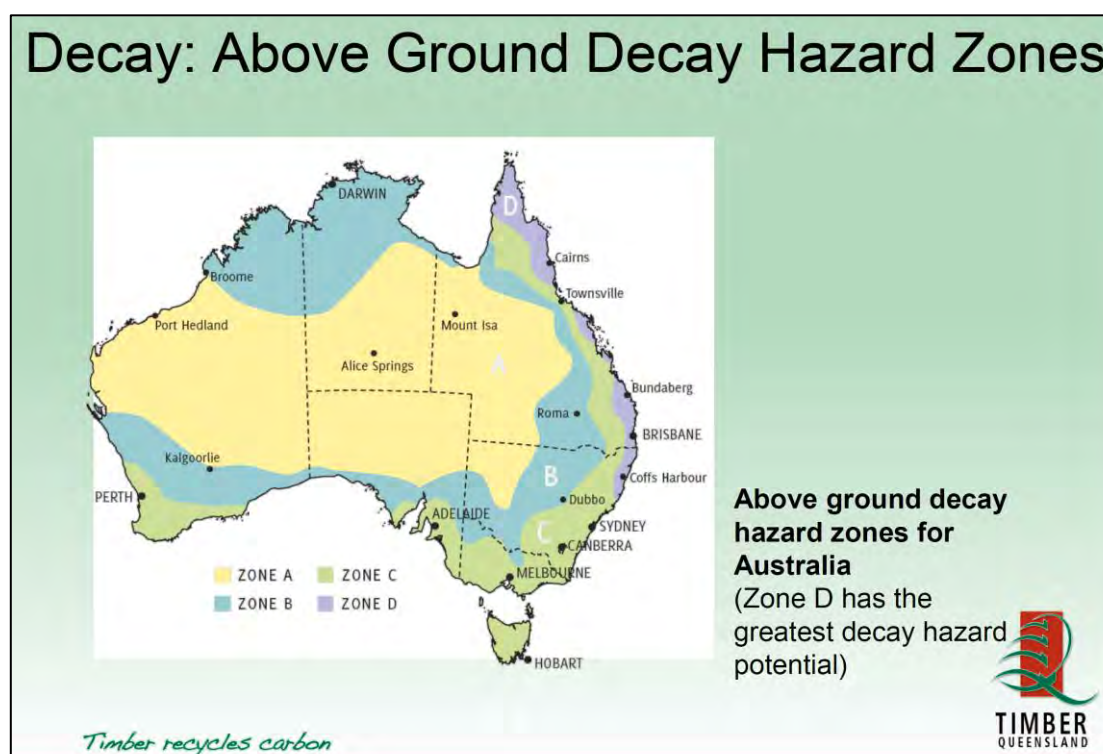 Decay: Above Ground Decay Hazard Zones
DARWIN
D
Cairns
Broome
Townsville
Port Hedland
Mount Isa
Alice Springs
A
Bundaberg
Roma
BRISBANE
Kalgoorlie
B
Coffs Harbour
PERTH
Dubbo
ADELAIDE
SYDNEY
C
CANBERRA
MELBOURNE
ZONE A
ZONE C
ZONE B
ZONE D
HOBART
Above ground decay
hazard zones for
Australia
(Zone D has the
greatest decay hazard
potential)
Timber recycles carbon
TIMBER
QUEENSLAND